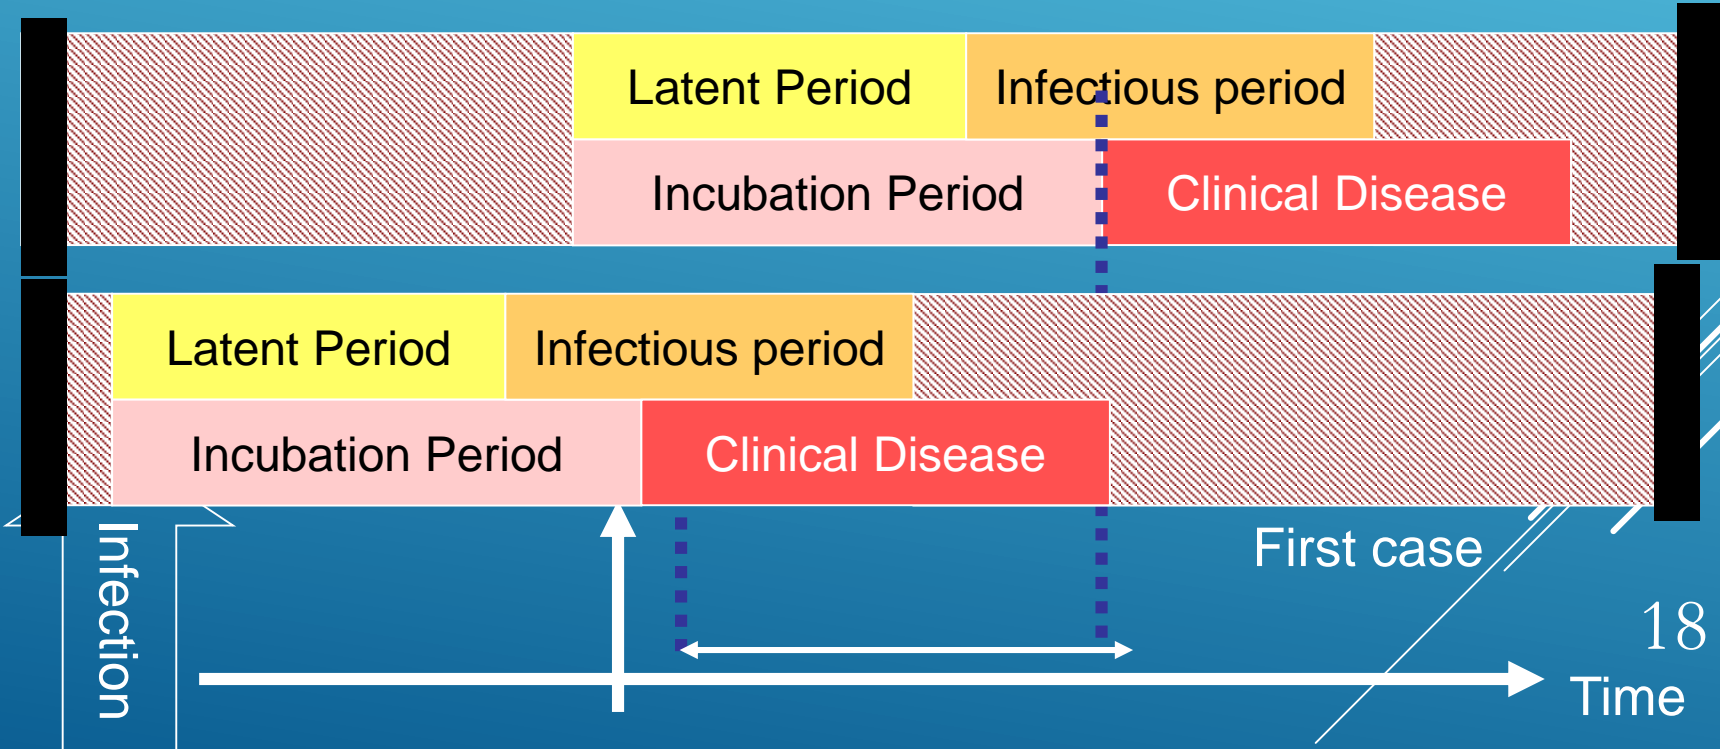 Latent Period
Infectious period
Incubation Period
Clinical Disease
Latent Period
Infectious period
Incubation Period
Clinical Disease
Infection
First case
18
Time